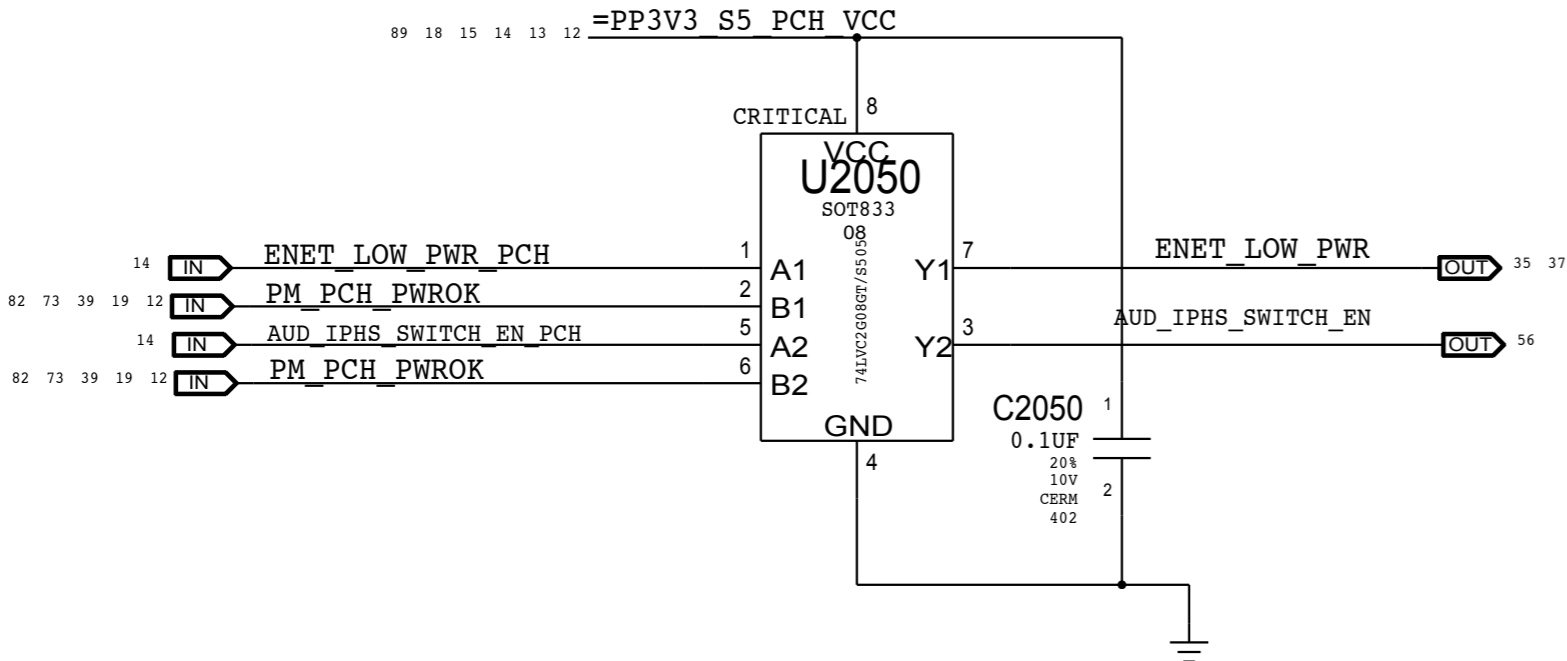 89 18 15 14 13 12 =PP3V3_S5_PCH_VCC
8
CRITICAL
VCC
U2050
SOT833
08
74LVC2G08GT/S505
14 IN ENET_LOW_PWR_PCH 1 A1
82 73 39 19 12 IN PM_PCH_PWROK 2 B1
14 IN AUD_IPHS_SWITCH_EN_PCH 5 A2
82 73 39 19 12 IN PM_PCH_PWROK 6 B2
Y1 7 ENET_LOW_PWR OUT 35 37
Y2 3 AUD_IPHS_SWITCH_EN OUT 56
GND
4
C2050 1
0.1UF
20%
10V
2
CERM
402